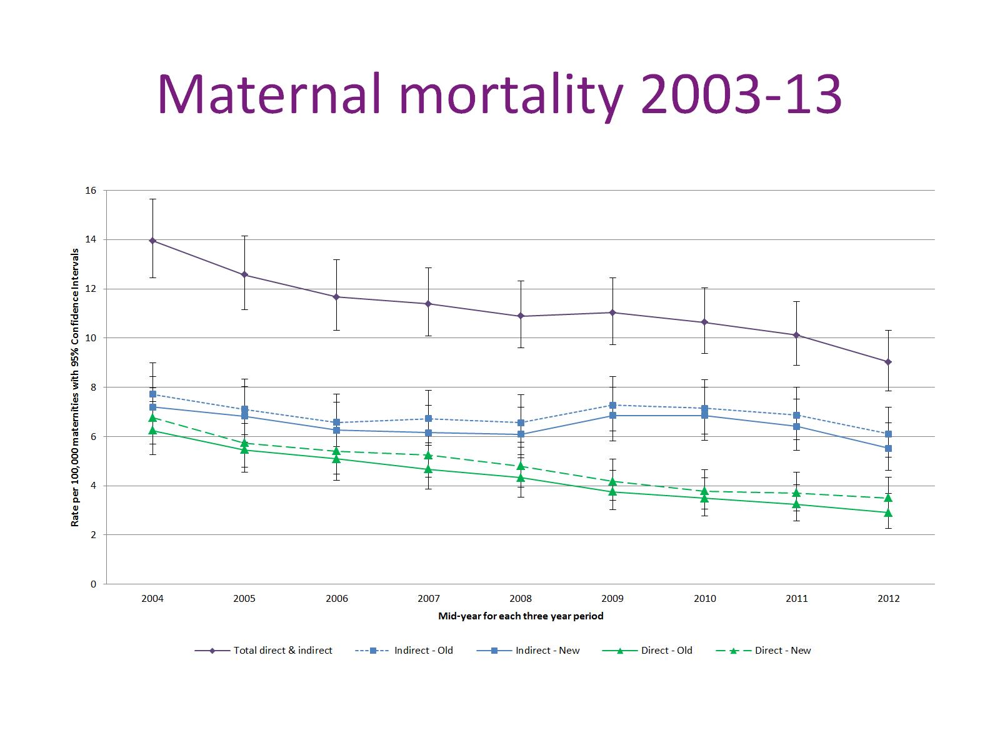 Maternal mortality 2003-13
Rate per 100,000 maternities with 95% Confidence Intervals
16
14
12
10
8
6
4
2
0
2004 2005 2006 2007 2008 2009 2010 2011 2012
Mid-year for each three year period
Total direct & indirect Indirect - Old Indirect - New Direct - Old Direct - New